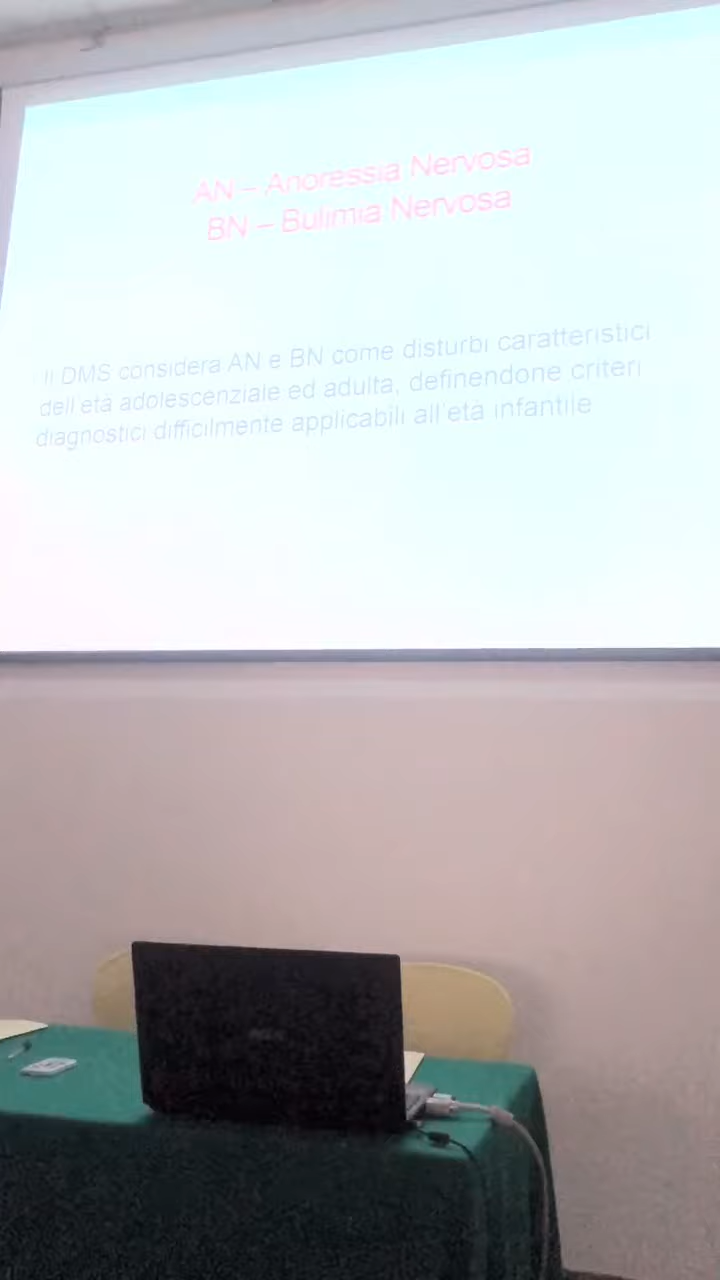 AN – Anoressia Nervosa
BN – Bulimia Nervosa
Il DMS considera AN e BN come disturbi caratteristici
dell'età adolescenziale ed adulta, definendone criteri
diagnostici difficilmente applicabili all'età infantile